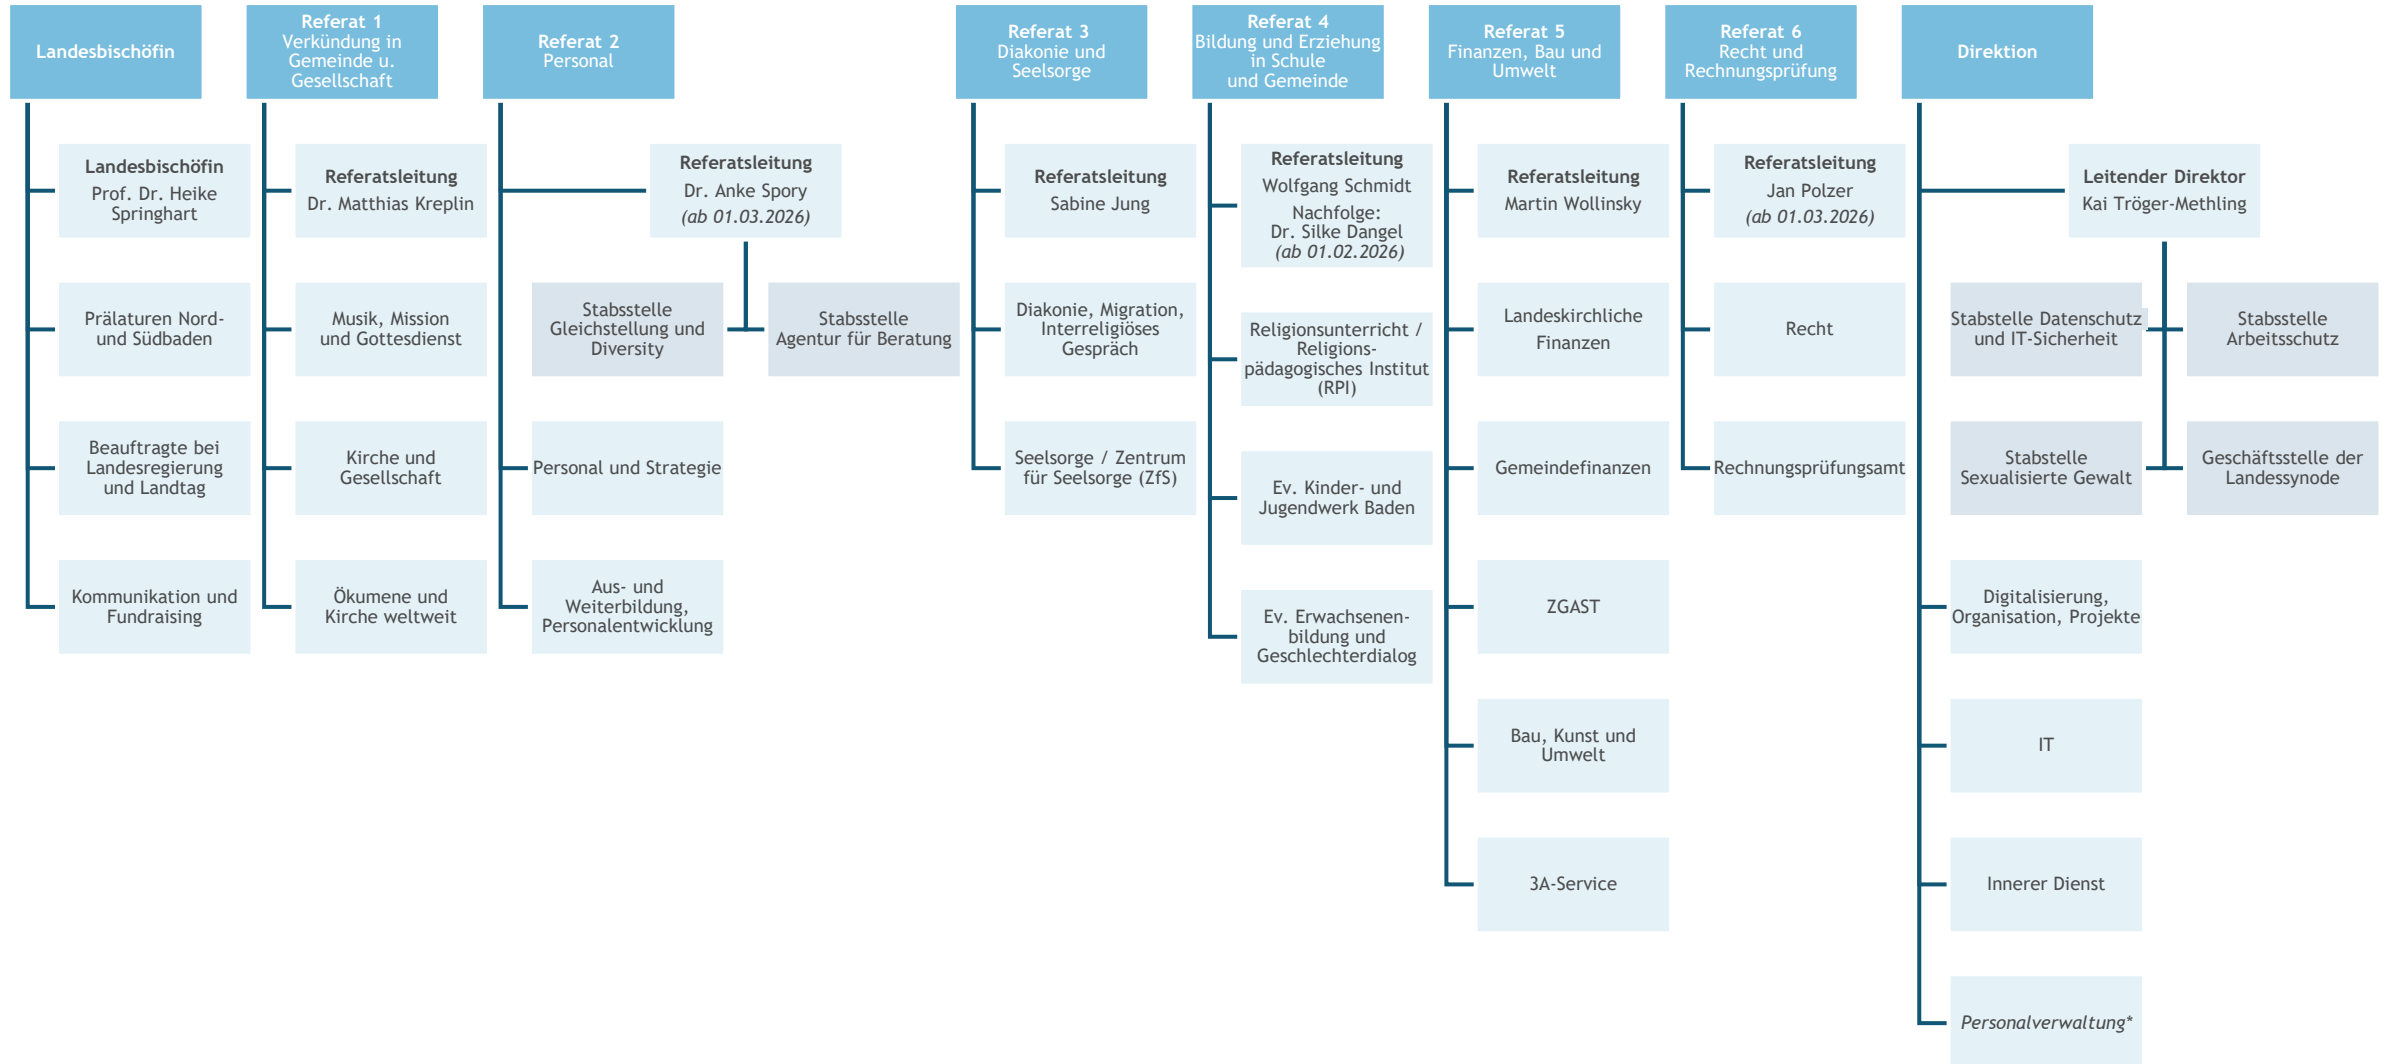 Landesbischöfin
Landesbischöfin
Prof. Dr. Heike
Springhart
Prälaturen Nord-
und Südbaden
Beauftragte bei
Landesregierung
und Landtag
Kommunikation und
Fundraising
Referat 1
Verkündung in
Gemeinde u.
Gesellschaft
Referatsleitung
Dr. Matthias Kreplin
Musik, Mission
und Gottesdienst
Kirche und
Gesellschaft
Ökumene und
Kirche weltweit
Referat 2
Personal
Referatsleitung
Dr. Anke Spory
(ab 01.03.2026)
Stabsstelle
Gleichstellung und
Diversity
Stabsstelle
Agentur für Beratung
Personal und Strategie
Aus- und
Weiterbildung,
Personalentwicklung
Referat 3
Diakonie und
Seelsorge
Referatsleitung
Sabine Jung
Diakonie, Migration,
Interreligiöses
Gespräch
Seelsorge / Zentrum
für Seelsorge (ZfS)
Referat 4
Bildung und Erziehung
in Schule
und Gemeinde
Referatsleitung
Wolfgang Schmidt
Nachfolge:
Dr. Silke Dangel
(ab 01.02.2026)
Religionsunterricht /
Religions-
pädagogisches Institut
(RPI)
Ev. Kinder- und
Jugendwerk Baden
Ev. Erwachsenen-
bildung und
Geschlechterdialog
Referat 5
Finanzen, Bau und
Umwelt
Referatsleitung
Martin Wollinsky
Landeskirchliche
Finanzen
Gemeindefinanzen
ZGAST
Bau, Kunst und
Umwelt
3A-Service
Referat 6
Recht und
Rechnungsprüfung
Referatsleitung
Jan Polzer
(ab 01.03.2026)
Recht
Rechnungsprüfungsamt
Direktion
Leitender Direktor
Kai Tröger-Methling
Stabstelle Datenschutz
und IT-Sicherheit
Stabsstelle
Arbeitsschutz
Stabstelle
Sexualisierte Gewalt
Geschäftsstelle der
Landessynode
Digitalisierung,
Organisation, Projekte
IT
Innerer Dienst
Personalverwaltung*